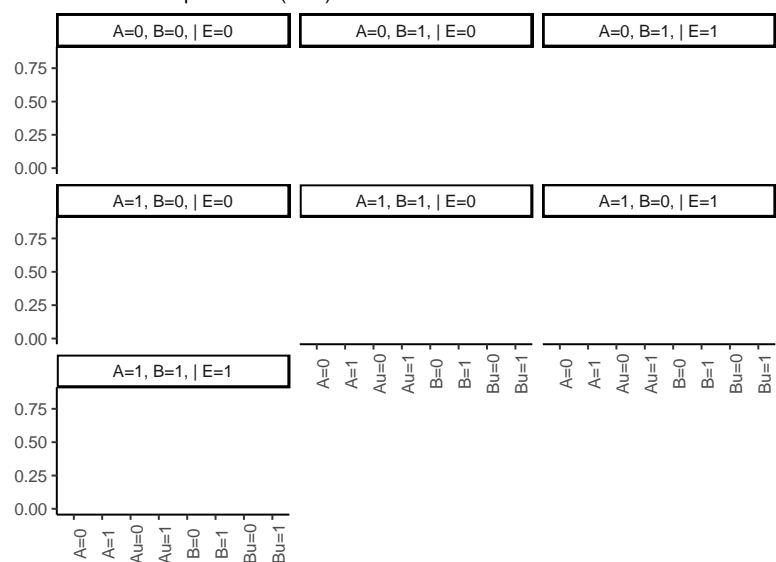 A=0, B=0, | E=0
A=0, B=1, | E=0
A=0, B=1, | E=1
0.75
0.50
0.25
0.00
A=1, B=0, | E=0
A=1, B=1, | E=0
A=1, B=0, | E=1
0.75
0.50
0.25
0.00
A=0 A=1 Au=0 Au=1 B=0 B=1 Bu=0 Bu=1
A=0 A=1 Au=0 Au=1 B=0 B=1 Bu=0 Bu=1
A=1, B=1, | E=1
0.75
0.50
0.25
0.00
A=0 A=1 Au=0 Au=1 B=0 B=1 Bu=0 Bu=1